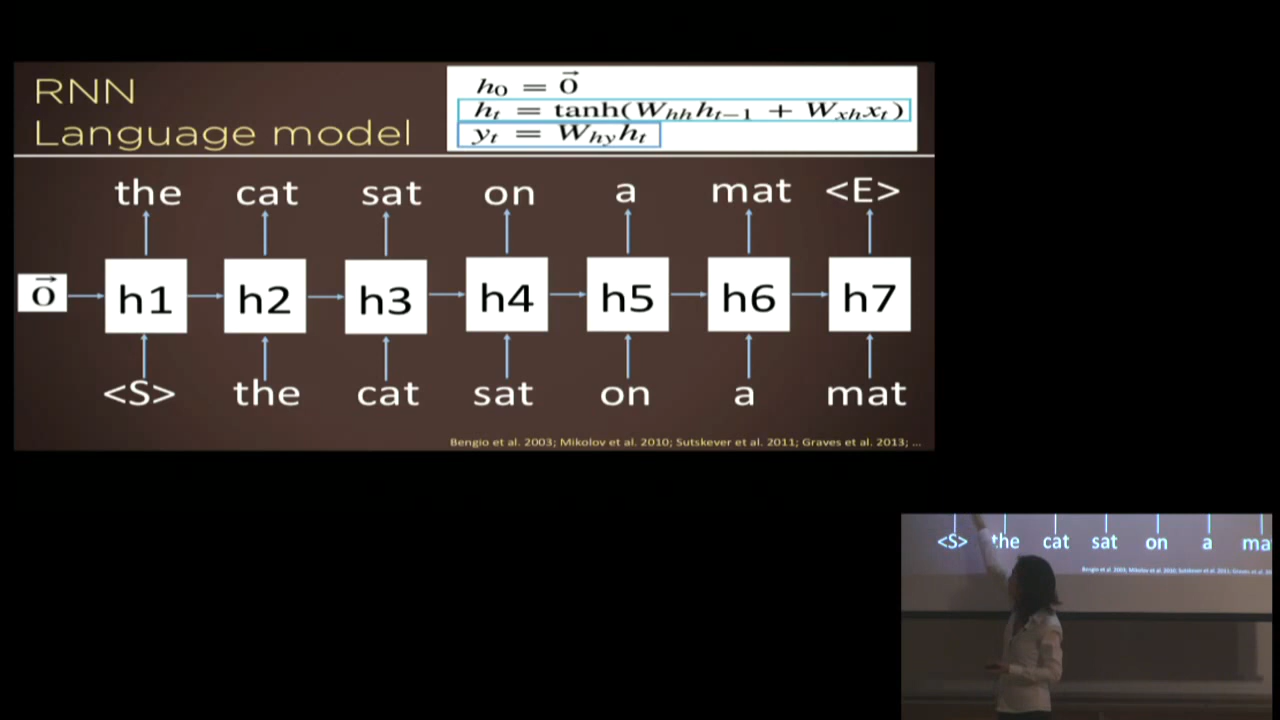 RNN
Language model
h₀ = 0⃗
hₜ = tanh(Wₕₕhₜ₋₁ + Wₓₕxₜ)
yₜ = Wₕᵧhₜ
the cat sat on a mat <E>
0⃗ h1 h2 h3 h4 h5 h6 h7
<S> the cat sat on a mat
Bengio et al. 2003; Mikolov et al. 2010; Sutskever et al. 2011; Graves et al. 2013; ...
<S> the cat sat on a ma